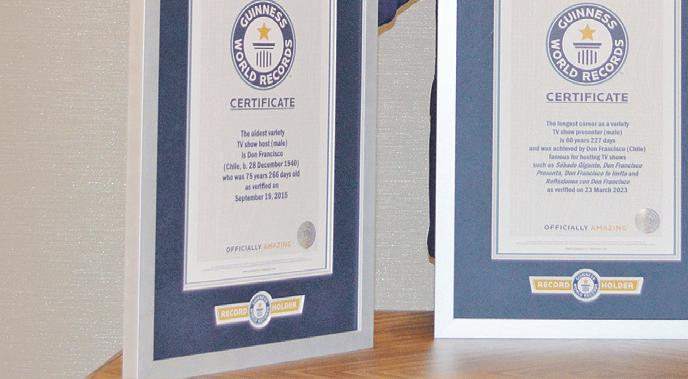 GUINNESS
WORLD RECORDS
CERTIFICATE
The oldest variety
TV show host (male)
is Don Francisco
(Chile, b. 28 December 1940)
who was 75 years 266 days old
as verified on
September 19, 2015
OFFICIALLY AMAZING
RECORD HOLDER
GUINNESS
WORLD RECORDS
CERTIFICATE
The longest career as a variety
TV show presenter (male)
is 60 years 227 days
and was achieved by Don Francisco (Chile)
famous for hosting TV shows
such as Sábado Gigante, Don Francisco
Presenta, Don Francisco te Invita and
Reflexiones con Don Francisco
as verified on 23 March 2023
OFFICIALLY AMAZING
RECORD HOLDER